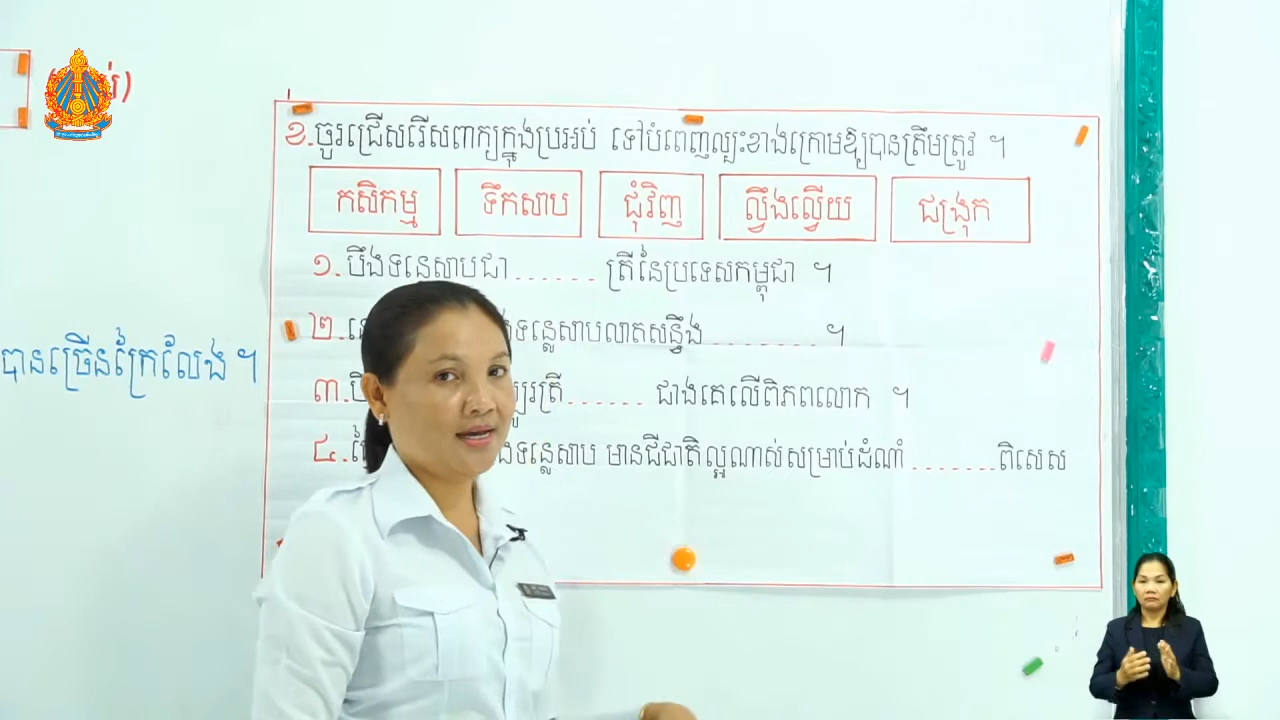 ខ.ចូរជ្រើសរើសពាក្យក្នុងប្រអប់ ទៅបំពេញល្បះខាងក្រោមឱ្យបានត្រឹមត្រូវ ។
កសិកម្ម ទឹកសាប ជុំវិញ ល្វឹងល្វើយ ជង្រុក
១.បឹងទន្លេសាបជា...... ត្រីនៃប្រទេសកម្ពុជា ។
២. ទន្លេសាបលាតសន្ធឹង........ ។
បានច្រើនក្រៃលែង ។
៣. ត្រី...... ជាងគេលើពិភពលោក ។
៤. ទន្លេសាប មានជីជាតិល្អណាស់សម្រាប់ដំណាំ.......ពិសេស